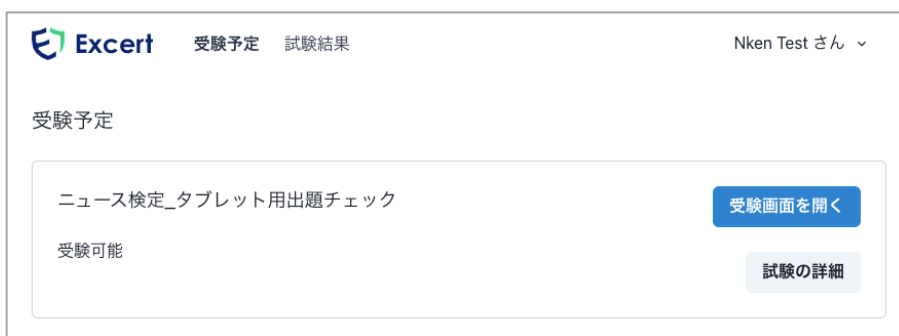 Excert 受験予定 試験結果 Nken Test さん
受験予定
ニュース検定_タブレット用出題チェック
受験画面を開く
受験可能
試験の詳細